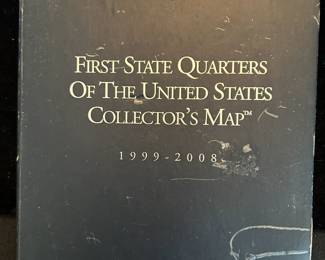 First State Quarters
Of The United States
Collector's Map™
1999-2008